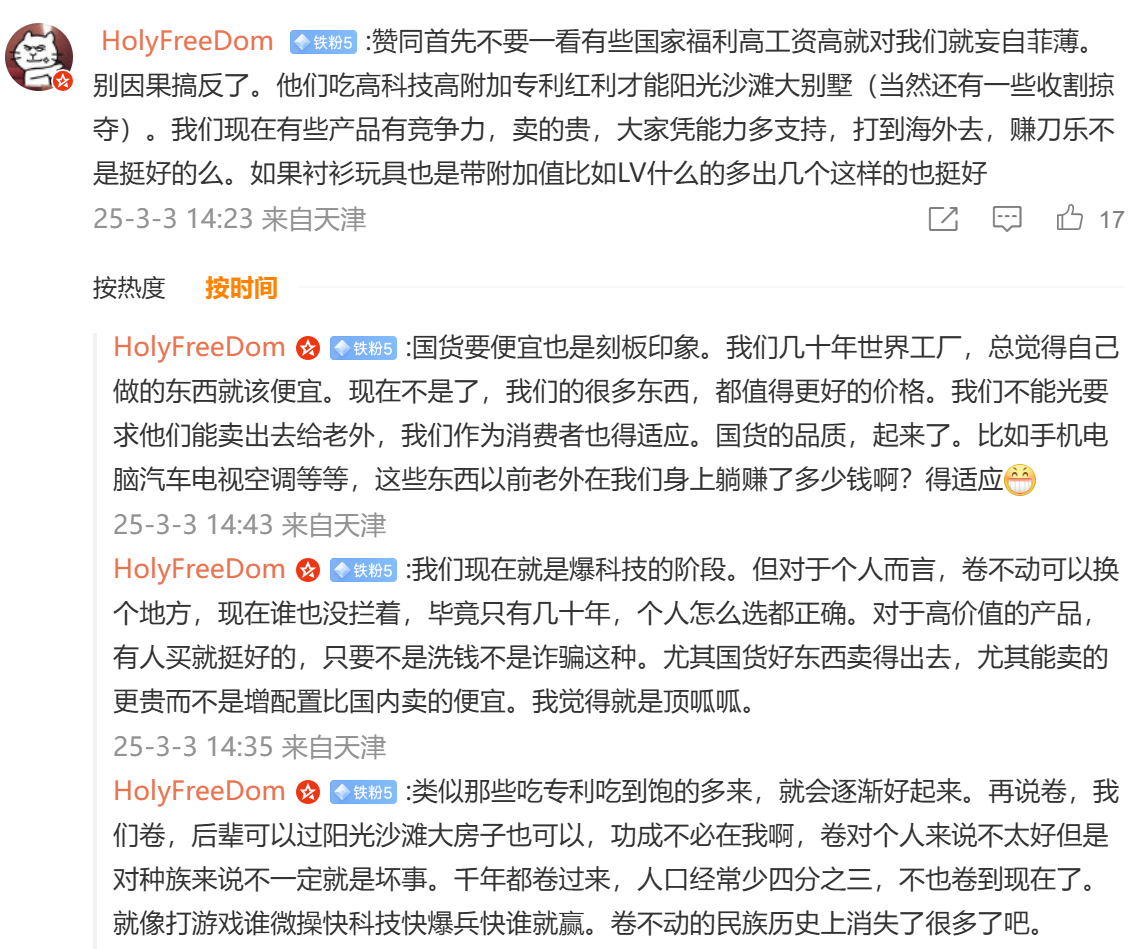 HolyFreeDom 铁粉5 :赞同首先不要一看有些国家福利高工资高就对我们就妄自菲薄。
别因果搞反了。他们吃高科技高附加专利红利才能阳光沙滩大别墅（当然还有一些收割掠
夺）。我们现在有些产品有竞争力，卖的贵，大家凭能力多支持，打到海外去，赚刀乐不
是挺好的么。如果衬衫玩具也是带附加值比如LV什么的多出几个这样的也挺好
25-3-3 14:23 来自天津 17
按热度 按时间
HolyFreeDom 铁粉5 :国货要便宜也是刻板印象。我们几十年世界工厂，总觉得自己
做的东西就该便宜。现在不是了，我们的很多东西，都值得更好的价格。我们不能光要
求他们能卖出去给老外，我们作为消费者也得适应。国货的品质，起来了。比如手机电
脑汽车电视空调等等，这些东西以前老外在我们身上躺赚了多少钱啊？得适应😁
25-3-3 14:43 来自天津
HolyFreeDom 铁粉5 :我们现在就是爆科技的阶段。但对于个人而言，卷不动可以换
个地方，现在谁也没拦着，毕竟只有几十年，个人怎么选都正确。对于高价值的产品，
有人买就挺好的，只要不是洗钱不是诈骗这种。尤其国货好东西卖得出去，尤其能卖的
更贵而不是增配置比国内卖的便宜。我觉得就是顶呱呱。
25-3-3 14:35 来自天津
HolyFreeDom 铁粉5 :类似那些吃专利吃到饱的多来，就会逐渐好起来。再说卷，我
们卷，后辈可以过阳光沙滩大房子也可以，功成不必在我啊，卷对个人来说不太好但是
对种族来说不一定就是坏事。千年都卷过来，人口经常少四分之三，不也卷到现在了。
就像打游戏谁微操快科技快爆兵快谁就赢。卷不动的民族历史上消失了很多了吧。